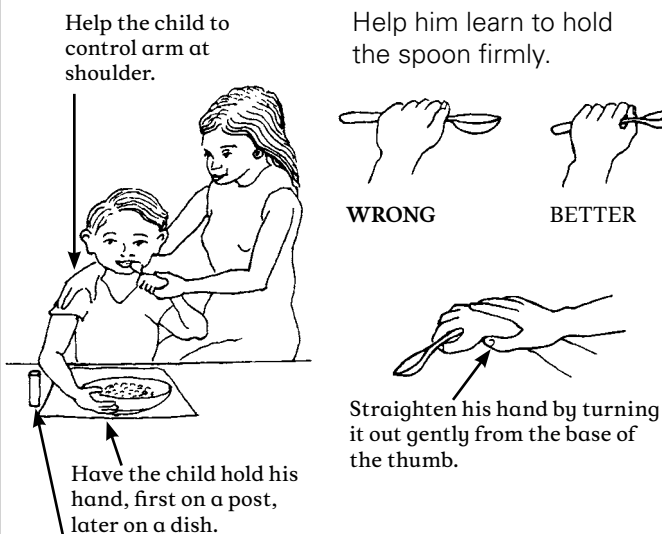 Help the child to
control arm at
shoulder.
Help him learn to hold
the spoon firmly.
WRONG
BETTER
Straighten his hand by turning
it out gently from the base of
the thumb.
Have the child hold his
hand, first on a post,
later on a dish.